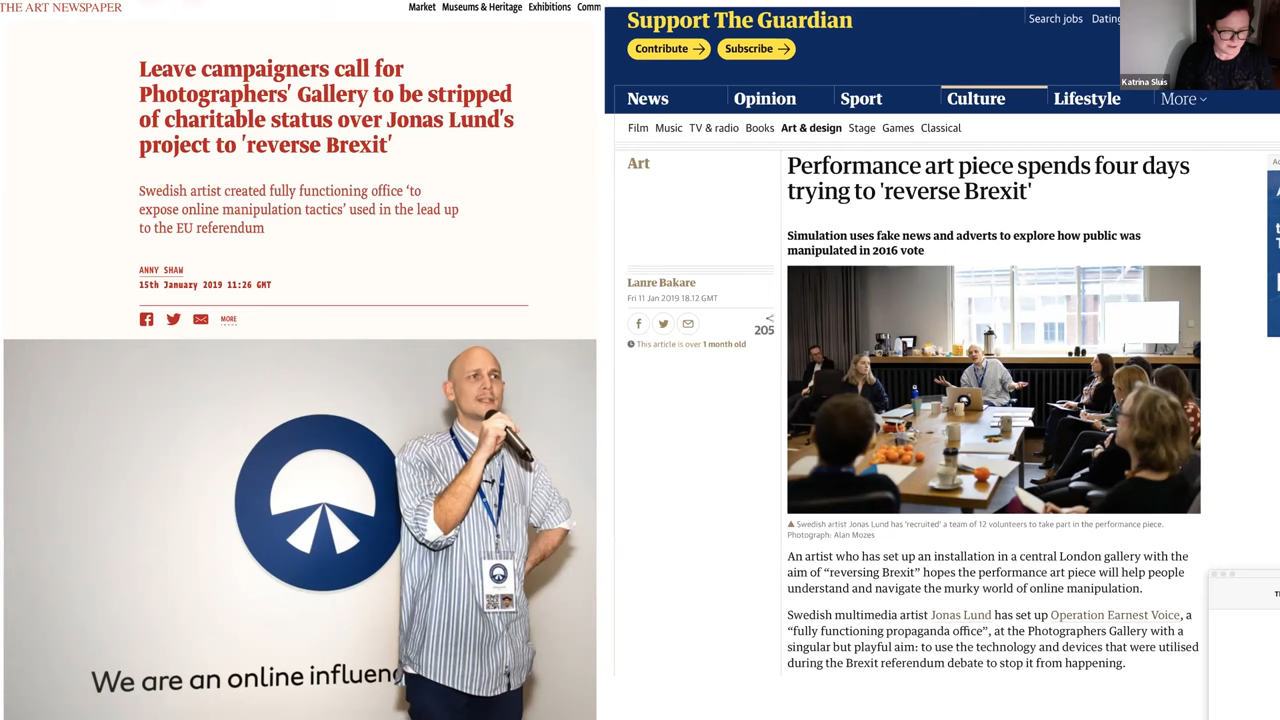 THE ART NEWSPAPER
Market Museums & Heritage Exhibitions Comm
Leave campaigners call for
Photographers' Gallery to be stripped
of charitable status over Jonas Lund's
project to 'reverse Brexit'
Swedish artist created fully functioning office ‘to
expose online manipulation tactics’ used in the lead up
to the EU referendum
ANNY SHAW
15th January 2019 11:26 GMT
MORE
We are an online influenc
Support The Guardian
Contribute → Subscribe →
Search jobs Dating
Katrina Sluis
News Opinion Sport Culture Lifestyle More
Film Music TV & radio Books Art & design Stage Games Classical
Art
Performance art piece spends four days
trying to 'reverse Brexit'
Simulation uses fake news and adverts to explore how public was
manipulated in 2016 vote
Lanre Bakare
Fri 11 Jan 2019 18.12 GMT
205
This article is over 1 month old
Swedish artist Jonas Lund has 'recruited' a team of 12 volunteers to take part in the performance piece.
Photograph: Alan Mozes
An artist who has set up an installation in a central London gallery with the
aim of “reversing Brexit” hopes the performance art piece will help people
understand and navigate the murky world of online manipulation.
Swedish multimedia artist Jonas Lund has set up Operation Earnest Voice, a
“fully functioning propaganda office”, at the Photographers Gallery with a
singular but playful aim: to use the technology and devices that were utilised
during the Brexit referendum debate to stop it from happening.